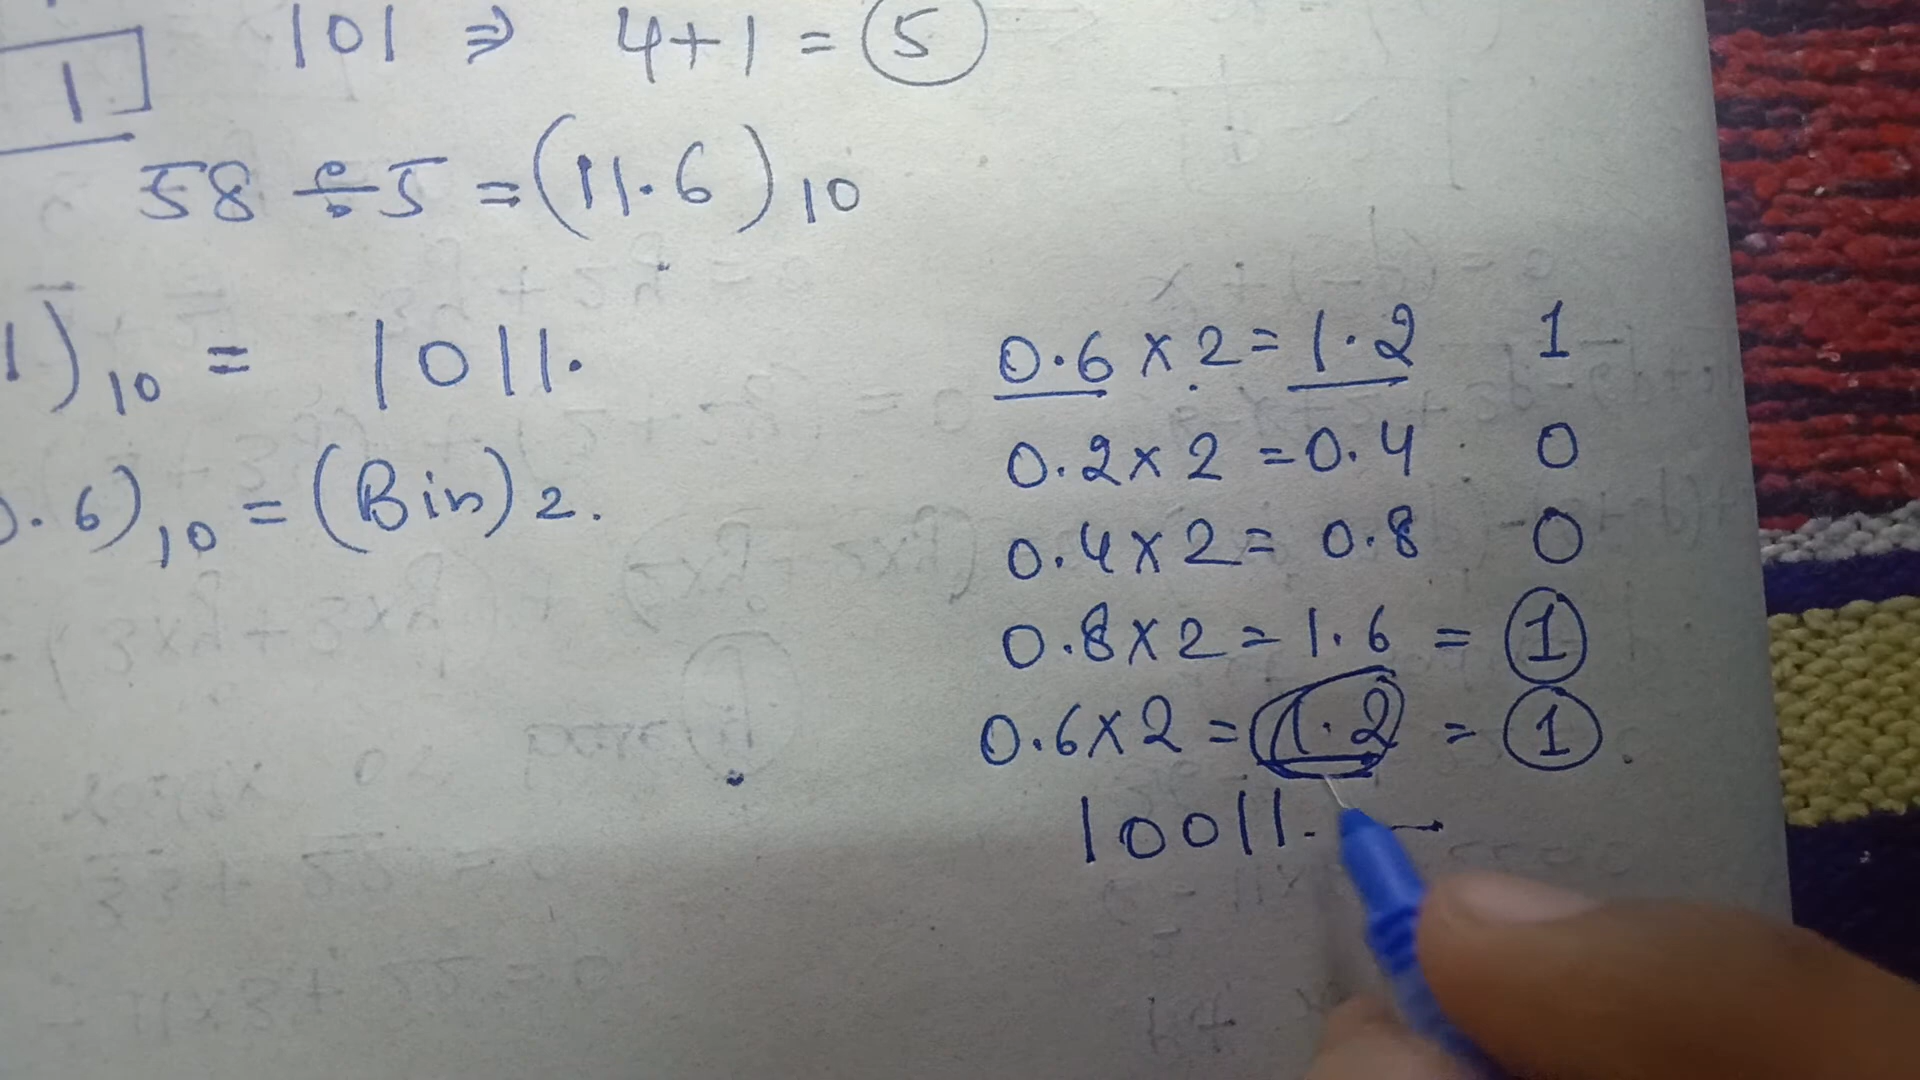 101 ⇒ 4+1 = 5
1
58 ÷ 5 = (11.6)10
1)10 = 1011.
0.6)10 = (Bin)2.
0.6 x 2 = 1.2 1
0.2 x 2 = 0.4 0
0.4 x 2 = 0.8 0
0.8 x 2 = 1.6 = 1
0.6 x 2 = 1.2 = 1
10011.